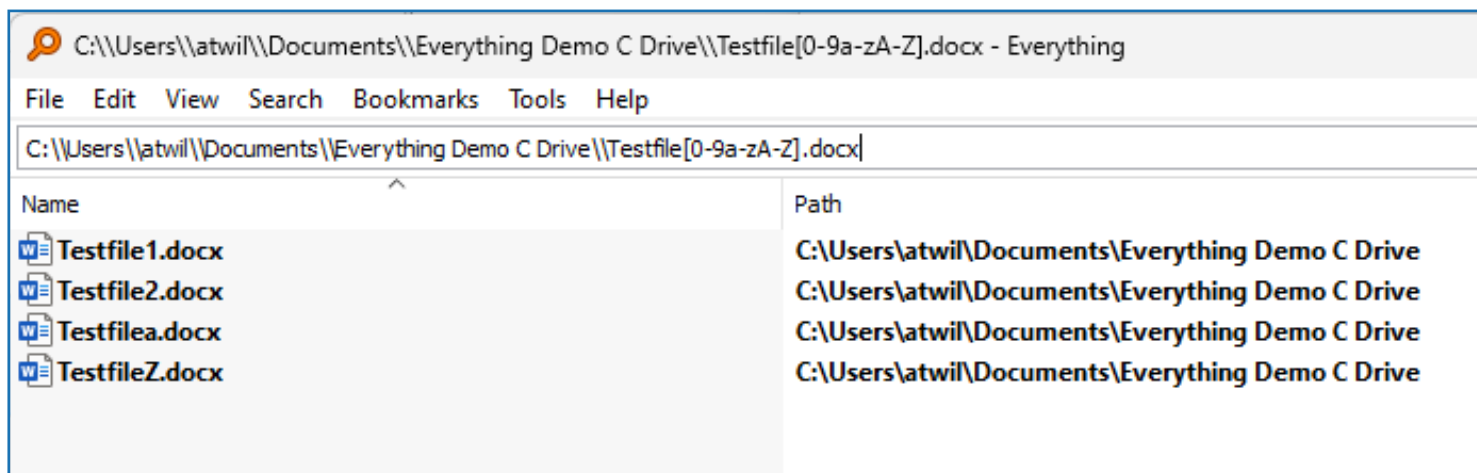 C:\\Users\\atwil\\Documents\\Everything Demo C Drive\\Testfile[0-9a-zA-Z].docx - Everything
File Edit View Search Bookmarks Tools Help
C:\\Users\\atwil\\Documents\\Everything Demo C Drive\\Testfile[0-9a-zA-Z].docx
Name Path
Testfile1.docx C:\Users\atwil\Documents\Everything Demo C Drive
Testfile2.docx C:\Users\atwil\Documents\Everything Demo C Drive
Testfilea.docx C:\Users\atwil\Documents\Everything Demo C Drive
TestfileZ.docx C:\Users\atwil\Documents\Everything Demo C Drive